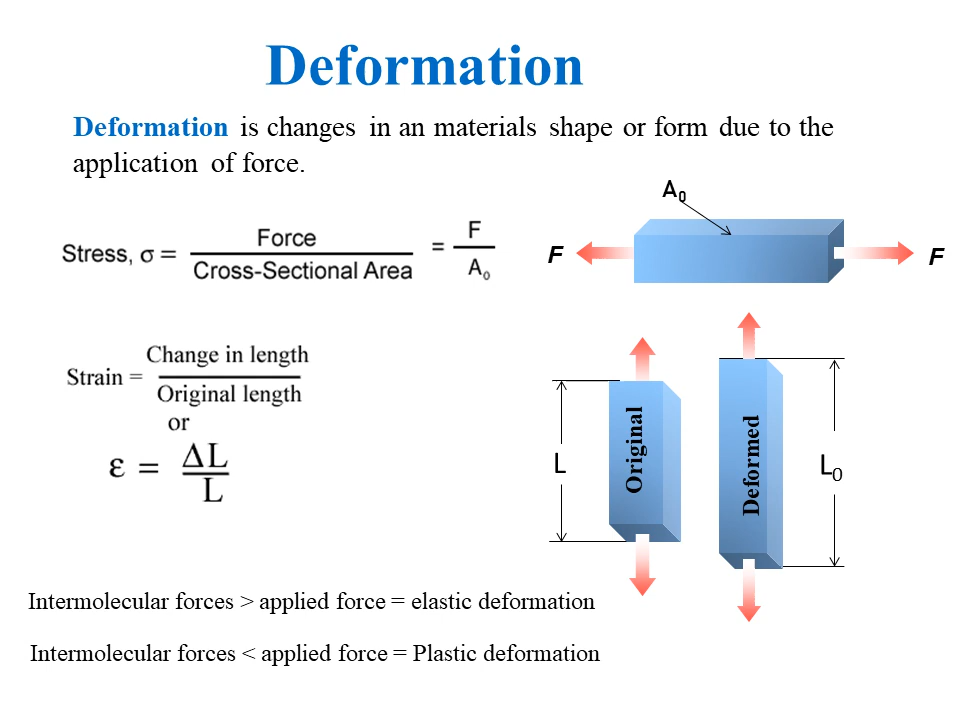 Deformation
Deformation is changes in an materials shape or form due to the
application of force.
A₀
Stress, σ = Force / Cross-Sectional Area = F / A₀
F
F
Strain = Change in length / Original length
or
ε = ΔL / L
L
Original
Deformed
L₀
Intermolecular forces > applied force = elastic deformation
Intermolecular forces < applied force = Plastic deformation